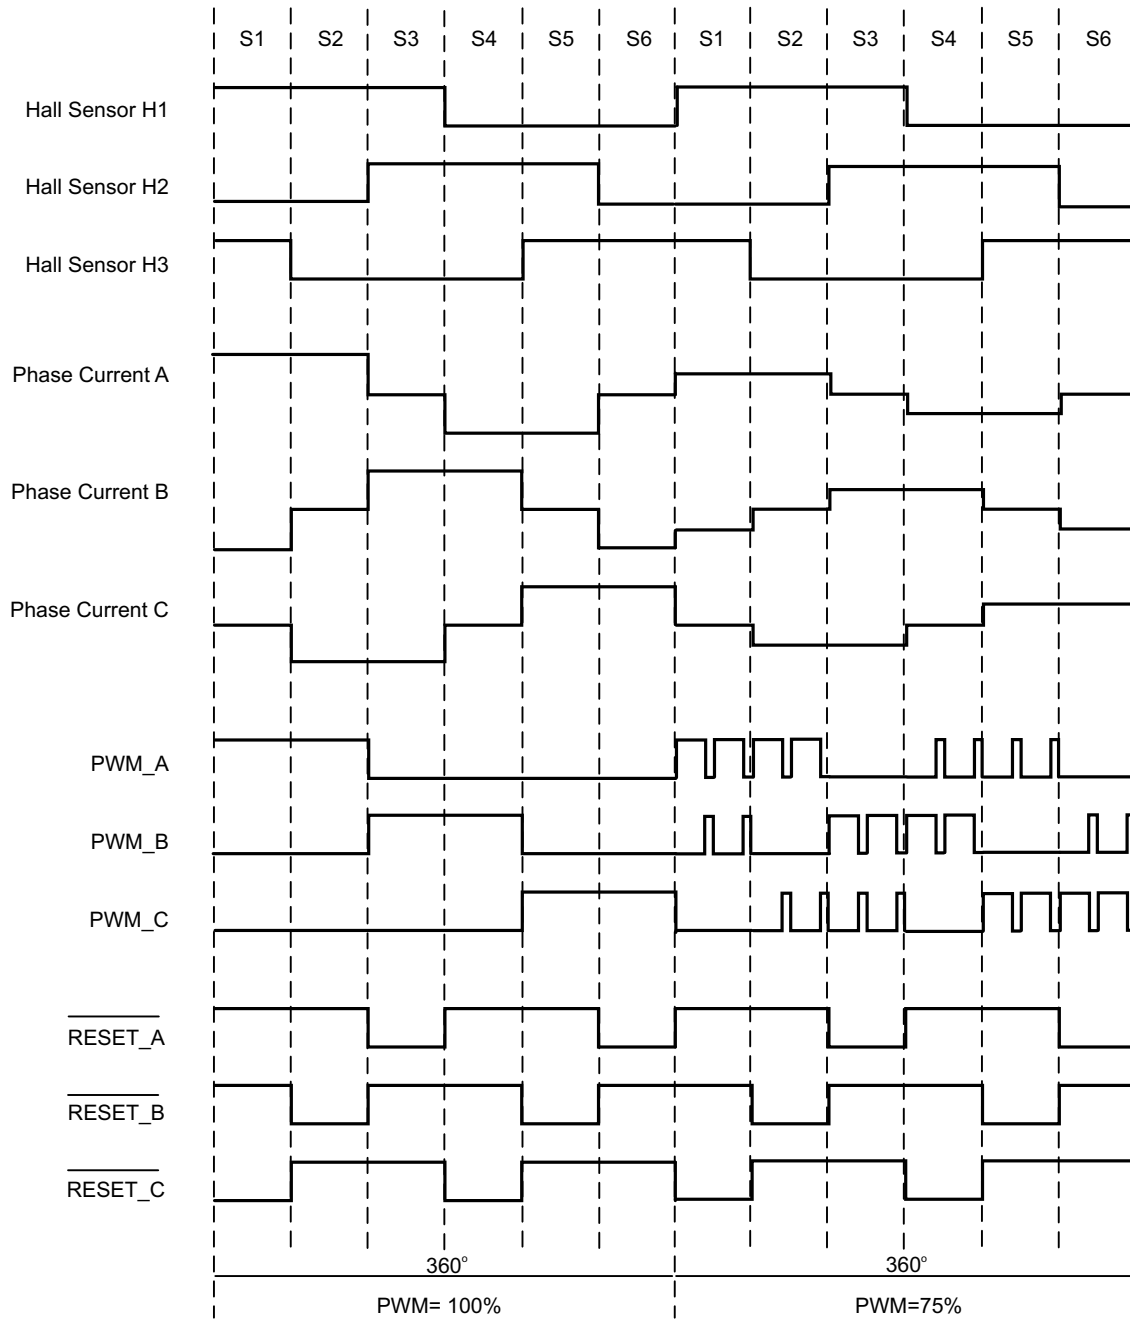 S1 S2 S3 S4 S5 S6 S1 S2 S3 S4 S5 S6
Hall Sensor H1
Hall Sensor H2
Hall Sensor H3
Phase Current A
Phase Current B
Phase Current C
PWM_A
PWM_B
PWM_C
RESET_A
RESET_B
RESET_C
360° 360°
PWM= 100% PWM=75%